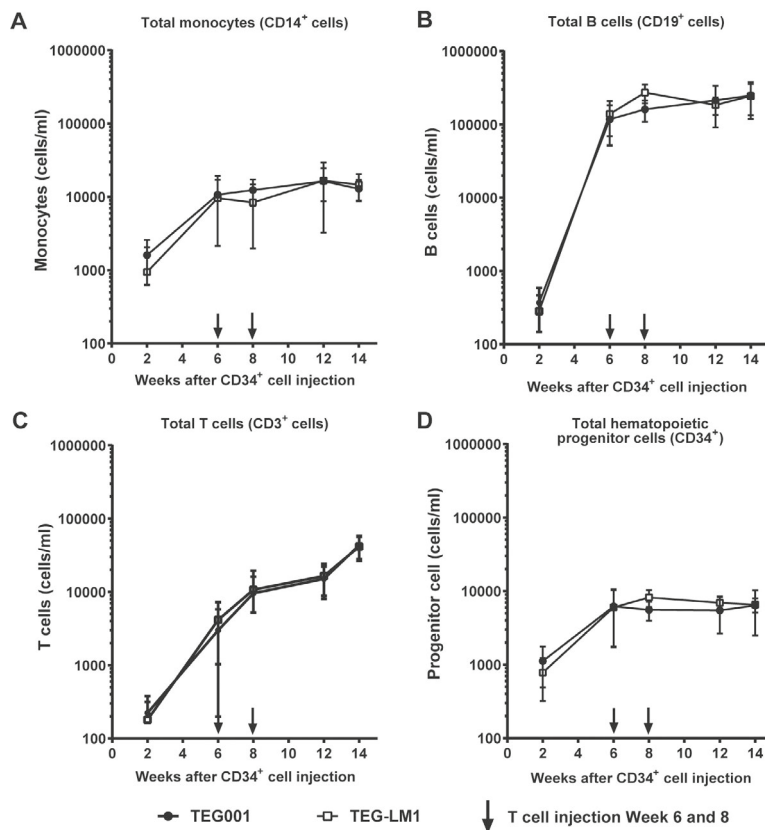 A
Total monocytes (CD14+ cells)
1000000
100000
10000
1000
100
Monocytes (cells/ml)
0 2 4 6 8 10 12 14
Weeks after CD34+ cell injection
B
Total B cells (CD19+ cells)
1000000
100000
10000
1000
100
B cells (cells/ml)
0 2 4 6 8 10 12 14
Weeks after CD34+ cell injection
C
Total T cells (CD3+ cells)
1000000
100000
10000
1000
100
T cells (cells/ml)
0 2 4 6 8 10 12 14
Weeks after CD34+ cell injection
D
Total hematopoietic
progenitor cells (CD34+)
1000000
100000
10000
1000
100
Progenitor cell (cells/ml)
0 2 4 6 8 10 12 14
Weeks after CD34+ cell injection
TEG001
TEG-LM1
T cell injection Week 6 and 8